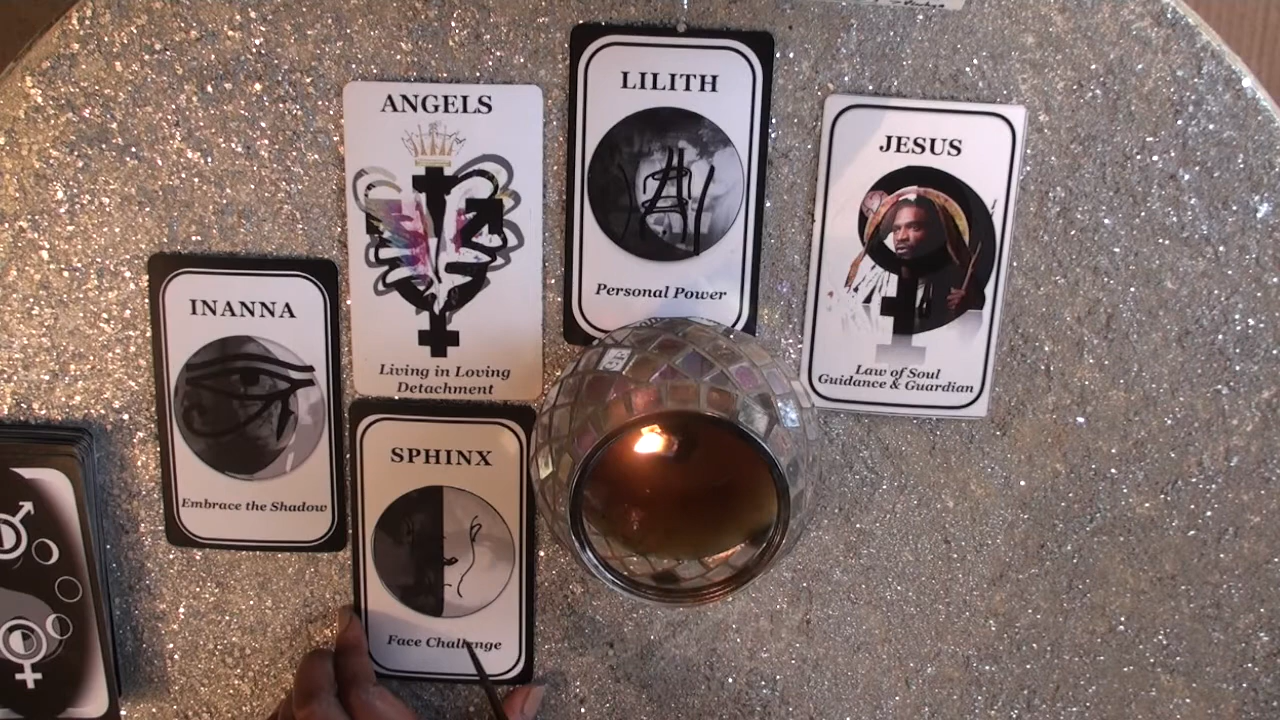 LILITH
Personal Power
ANGELS
Living in Loving
Detachment
JESUS
Law of Soul
Guidance & Guardian
INANNA
Embrace the Shadow
SPHINX
Face Challenge